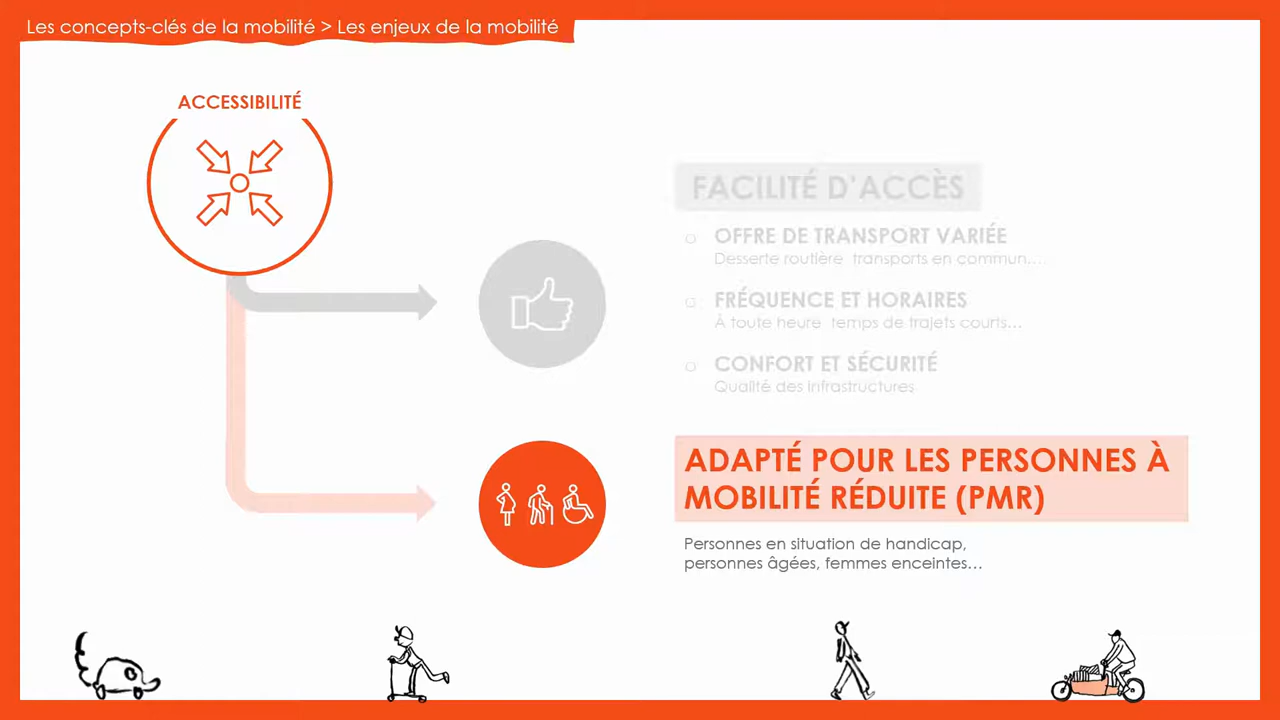 Les concepts-clés de la mobilité > Les enjeux de la mobilité
ACCESSIBILITÉ
FACILITÉ D'ACCÈS
o OFFRE DE TRANSPORT VARIÉE
Desserte routière transports en commun....
o FRÉQUENCE ET HORAIRES
À toute heure temps de trajets courts...
o CONFORT ET SÉCURITÉ
Qualité des infrastructures
ADAPTÉ POUR LES PERSONNES À
MOBILITÉ RÉDUITE (PMR)
Personnes en situation de handicap,
personnes âgées, femmes enceintes...